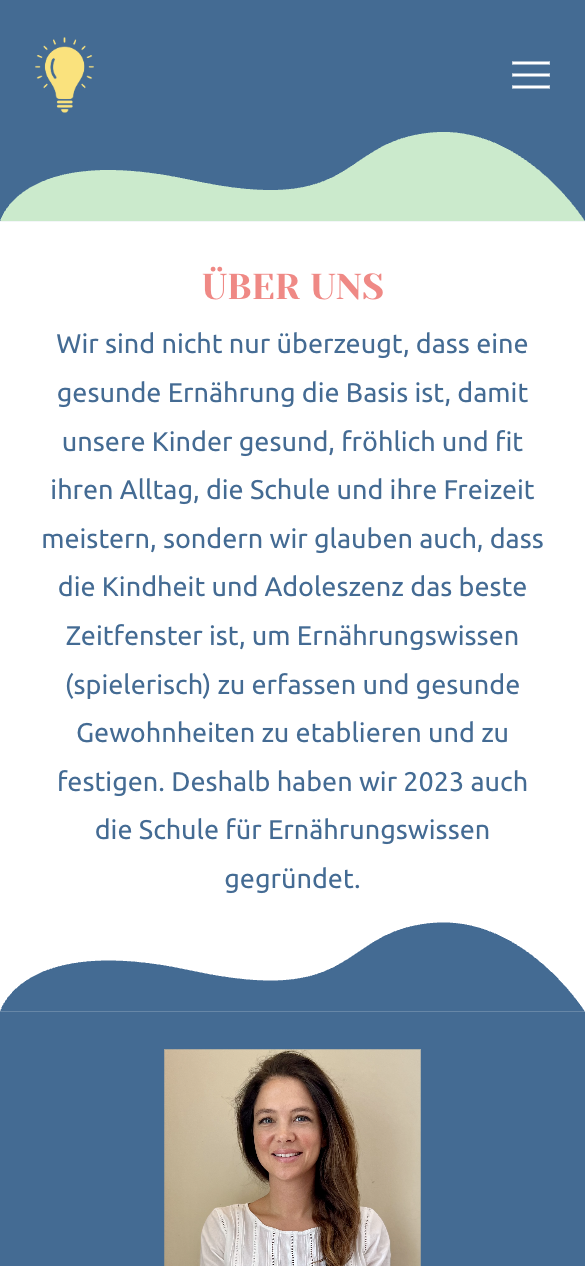 ÜBER UNS
Wir sind nicht nur überzeugt, dass eine
gesunde Ernährung die Basis ist, damit
unsere Kinder gesund, fröhlich und fit
ihren Alltag, die Schule und ihre Freizeit
meistern, sondern wir glauben auch, dass
die Kindheit und Adoleszenz das beste
Zeitfenster ist, um Ernährungswissen
(spielerisch) zu erfassen und gesunde
Gewohnheiten zu etablieren und zu
festigen. Deshalb haben wir 2023 auch
die Schule für Ernährungswissen
gegründet.